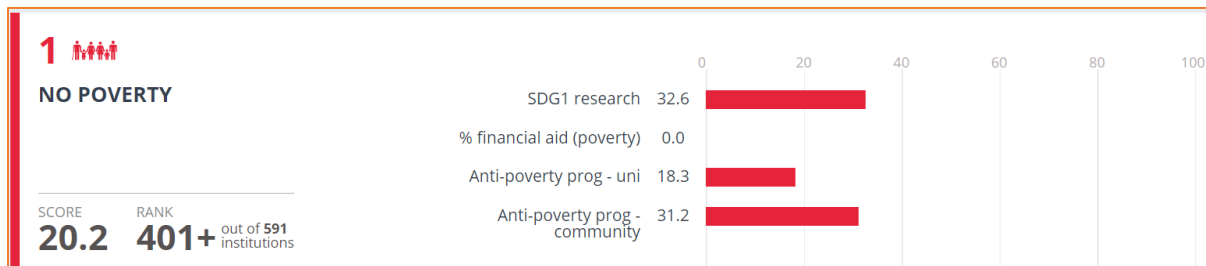 1
NO POVERTY
SCORE
20.2
RANK
401+ out of 591
institutions
0 20 40 60 80 100
SDG1 research 32.6
% financial aid (poverty) 0.0
Anti-poverty prog - uni 18.3
Anti-poverty prog - 31.2
community